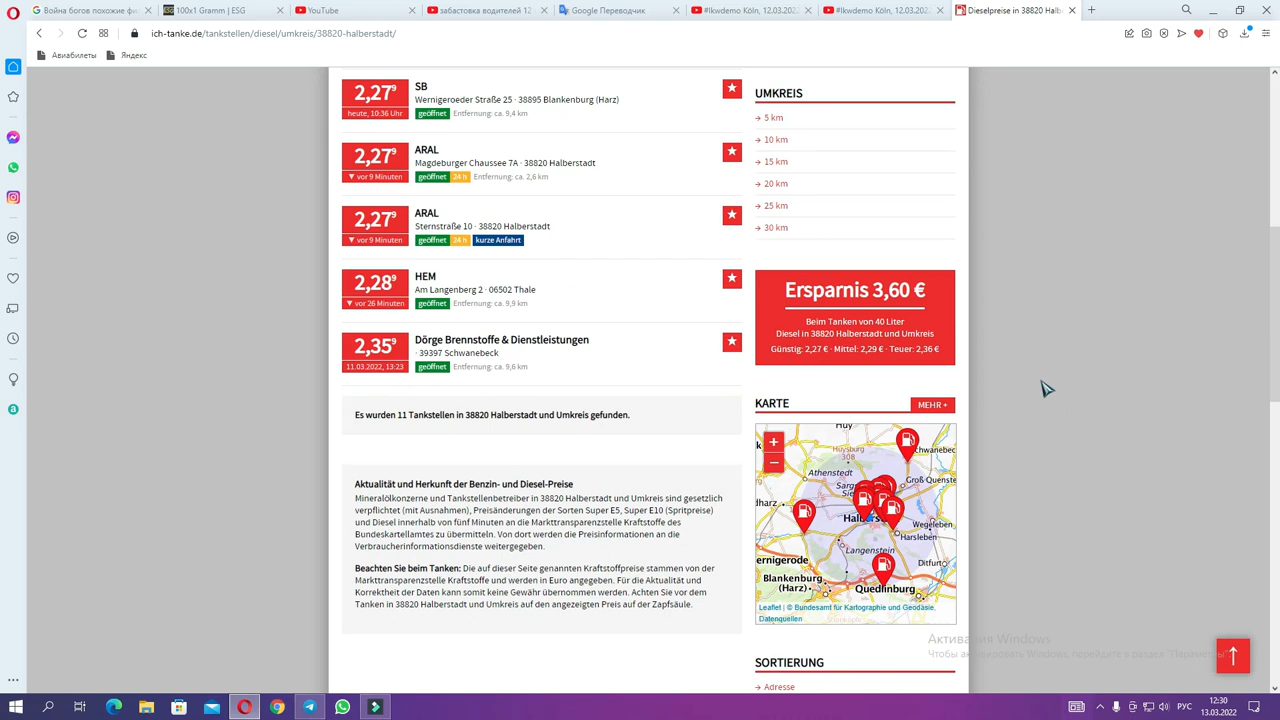 Война богов похожие фи
100x1 Gramm | ESG
YouTube
забастовка водителей 12
Google Переводчик
#lkwdemo Köln, 12.03.202
#lkwdemo Köln, 12.03.202
Dieselpreise in 38820 Halb
ich-tanke.de/tankstellen/diesel/umkreis/38820-halberstadt/
Авиабилеты
Яндекс
2,27⁹
heute, 10:36 Uhr
SB
Wernigeroeder Straße 25 · 38895 Blankenburg (Harz)
geöffnet Entfernung: ca. 9,4 km
2,27⁹
▼ vor 9 Minuten
ARAL
Magdeburger Chaussee 7A · 38820 Halberstadt
geöffnet 24 h Entfernung: ca. 2,6 km
2,27⁹
▼ vor 9 Minuten
ARAL
Sternstraße 10 · 38820 Halberstadt
geöffnet 24 h kurze Anfahrt
2,28⁹
▼ vor 26 Minuten
HEM
Am Langenberg 2 · 06502 Thale
geöffnet Entfernung: ca. 9,9 km
2,35⁹
11.03.2022, 13:23
Dörge Brennstoffe & Dienstleistungen
· 39397 Schwanebeck
geöffnet Entfernung: ca. 9,6 km
Es wurden 11 Tankstellen in 38820 Halberstadt und Umkreis gefunden.
Aktualität und Herkunft der Benzin- und Diesel-Preise
Mineralölkonzerne und Tankstellenbetreiber in 38820 Halberstadt und Umkreis sind gesetzlich
verpflichtet (mit Ausnahmen), Preisänderungen der Sorten Super E5, Super E10 (Spritpreise)
und Diesel innerhalb von fünf Minuten an die Markttransparenzstelle Kraftstoffe des
Bundeskartellamtes zu übermitteln. Von dort werden die Preisinformationen an die
Verbraucherinformationsdienste weitergegeben.
Beachten Sie beim Tanken: Die auf dieser Seite genannten Kraftstoffpreise stammen von der
Markttransparenzstelle Kraftstoffe und werden in Euro angegeben. Für die Aktualität und
Korrektheit der Daten kann somit keine Gewähr übernommen werden. Achten Sie vor dem
Tanken in 38820 Halberstadt und Umkreis auf den angezeigten Preis auf der Zapfsäule.
UMKREIS
→ 5 km
→ 10 km
→ 15 km
→ 20 km
→ 25 km
→ 30 km
Ersparnis 3,60 €
Beim Tanken von 40 Liter
Diesel in 38820 Halberstadt und Umkreis
Günstig: 2,27 € · Mittel: 2,29 € · Teuer: 2,36 €
KARTE
MEHR +
+
−
Huy
Huysburg
308
chwanebec
Athenstedt
Groß Quenste
Halbers
Wegeleben
Harsleben
Langenstein
Ditfurt
ernigerode
Blankenburg
(Harz)
Quedlinburg
Leaflet | © Bundesamt für Kartographie und Geodäsie,
Datenquellen
SORTIERUNG
→ Adresse
Активация Windows
Чтобы активировать Windows, перейдите в раздел "Параметры".
РУС
12:30
13.03.2022